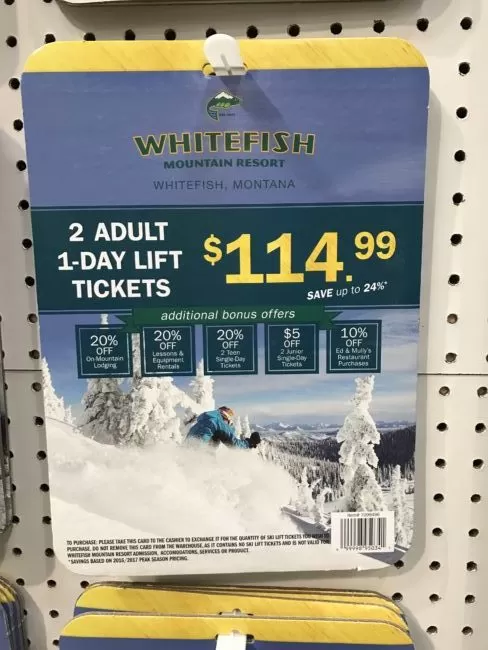 WHITEFISH
MOUNTAIN RESORT
WHITEFISH, MONTANA
2 ADULT
1-DAY LIFT
TICKETS
$114.99
SAVE up to 24%*
additional bonus offers
20%
OFF
On-Mountain
Lodging
20%
OFF
Lessons &
Equipment
Rentals
20%
OFF
2 Teen
Single-Day
Tickets
$5
OFF
2 Junior
Single-Day
Tickets
10%
OFF
Ed & Mully's
Restaurant
Purchases
TO PURCHASE: PLEASE TAKE THIS CARD TO THE CASHIER TO EXCHANGE IT FOR THE QUANTITY OF SKI LIFT TICKETS YOU WISH TO
PURCHASE. DO NOT REMOVE THIS CARD FROM THE WAREHOUSE, AS IT CONTAINS NO SKI LIFT TICKETS AND IS NOT VALID FOR
WHITEFISH MOUNTAIN RESORT ADMISSION, ACCOMODATIONS, SERVICES OR PRODUCT.
*SAVINGS BASED ON 2016/2017 PEAK SEASON PRICING.